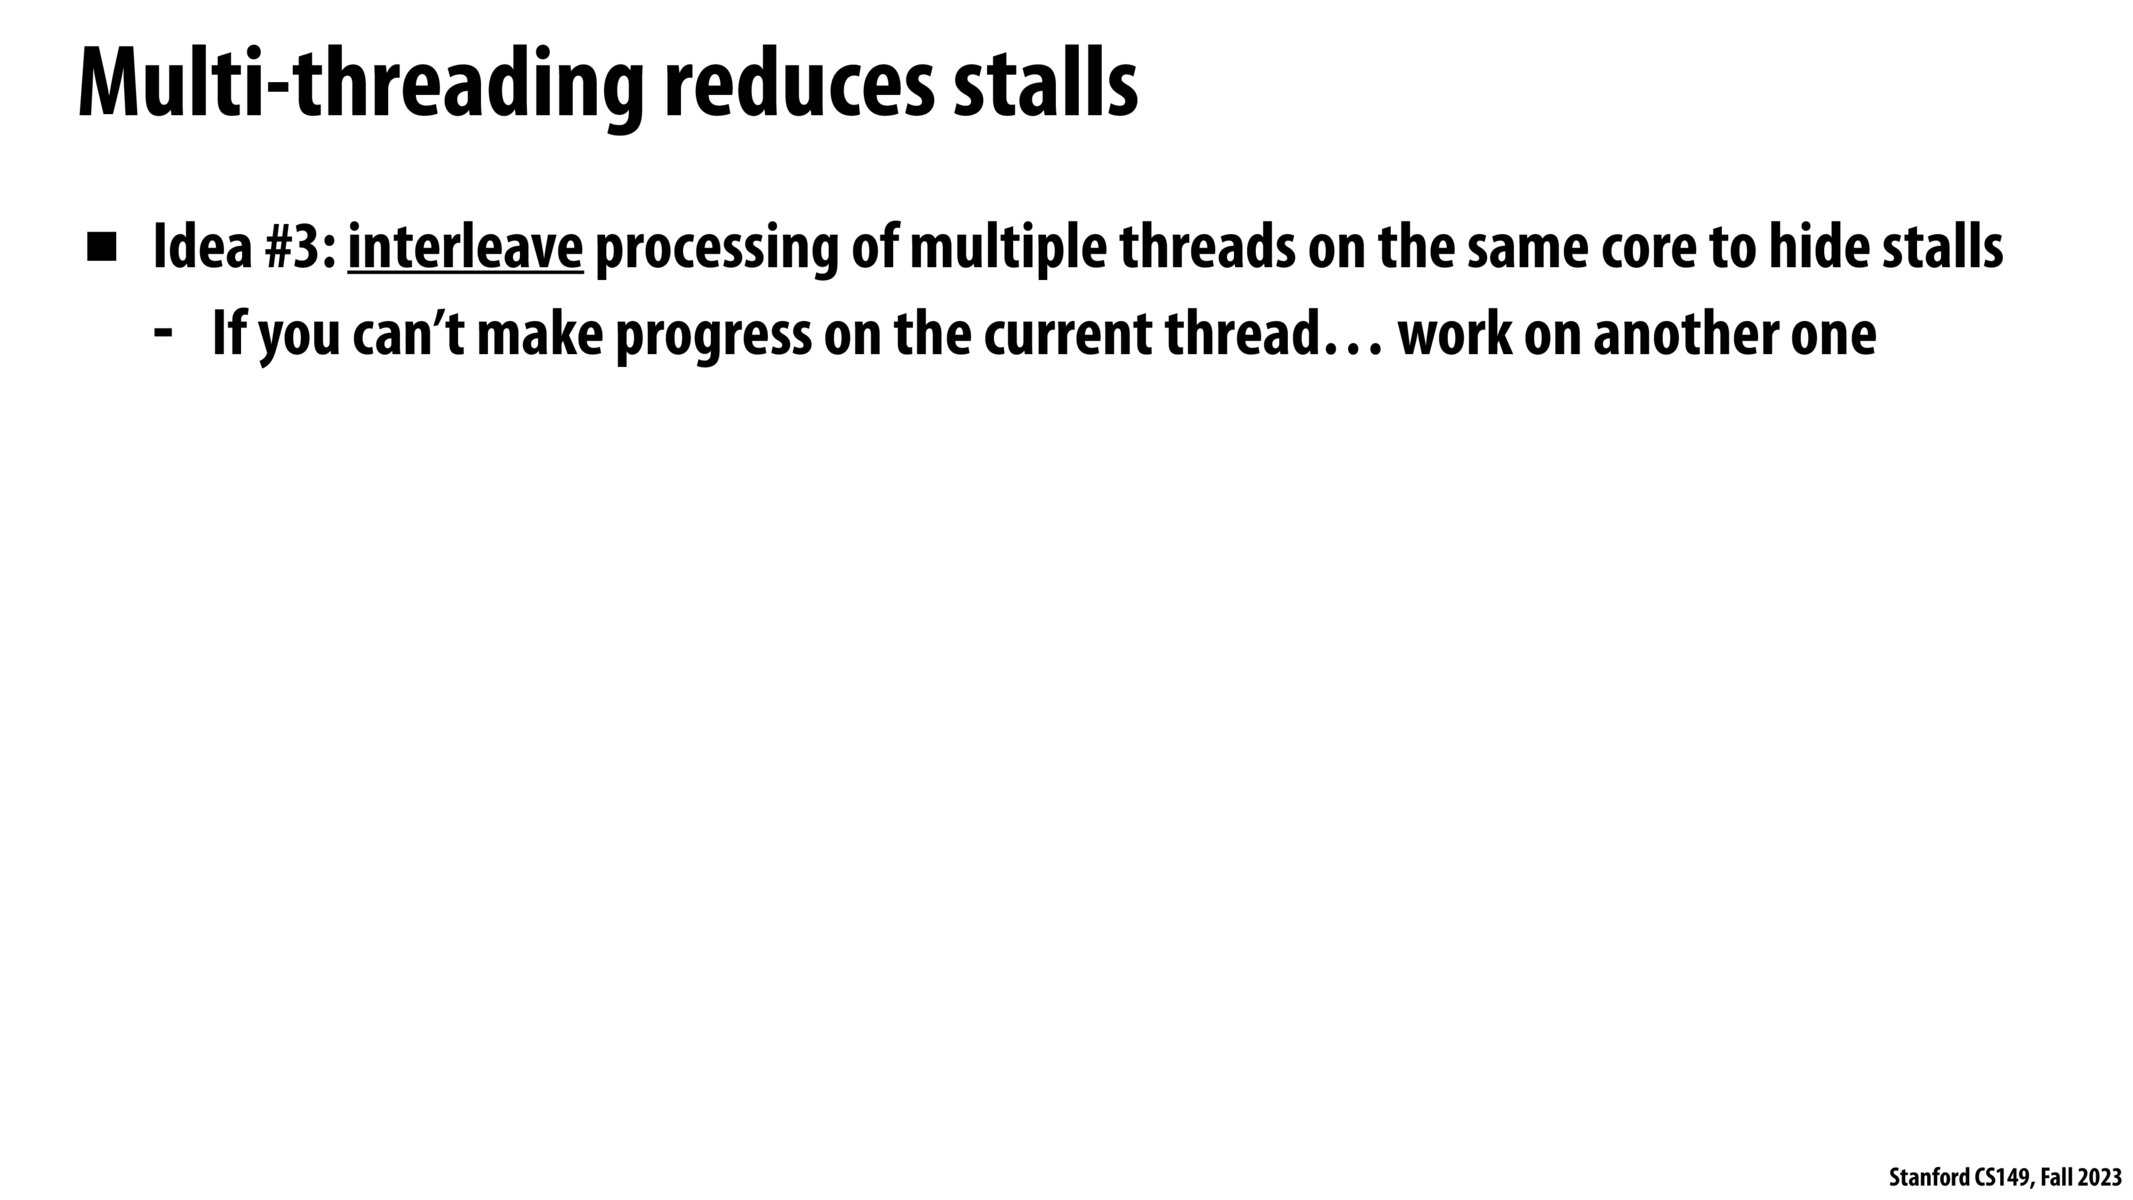 Multi-threading reduces stalls
■ Idea #3: interleave processing of multiple threads on the same core to hide stalls
- If you can’t make progress on the current thread… work on another one
Stanford CS149, Fall 2023